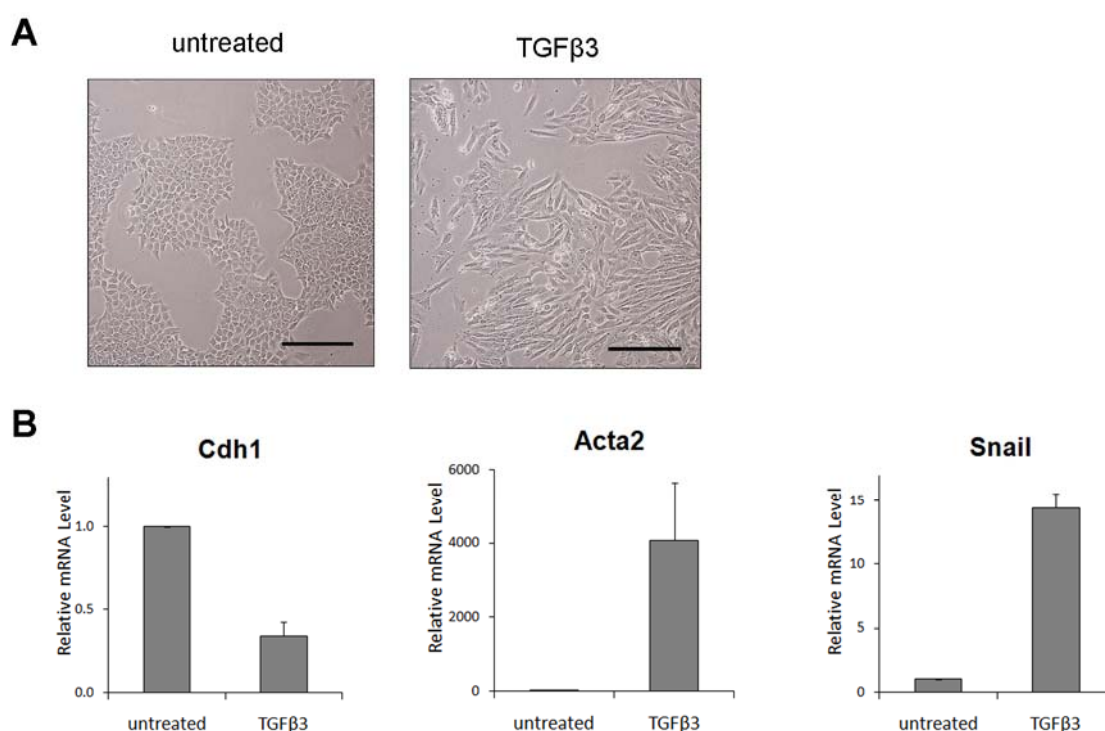 A
untreated
TGFβ3
B
Cdh1
Relative mRNA Level
1.0
0.5
0.0
untreated
TGFβ3
Acta2
Relative mRNA Level
6000
4000
2000
0
untreated
TGFβ3
Snail
Relative mRNA Level
15
10
5
0
untreated
TGFβ3